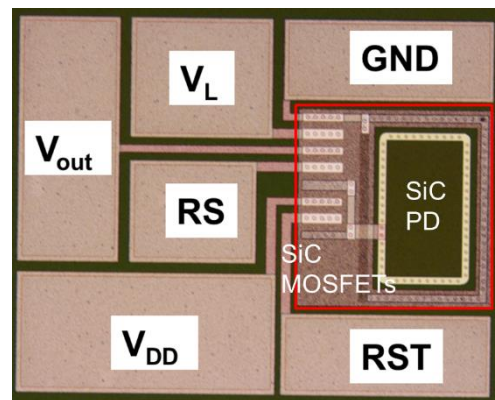 V_L
GND
V_out
RS
SiC
PD
SiC
MOSFETs
V_DD
RST